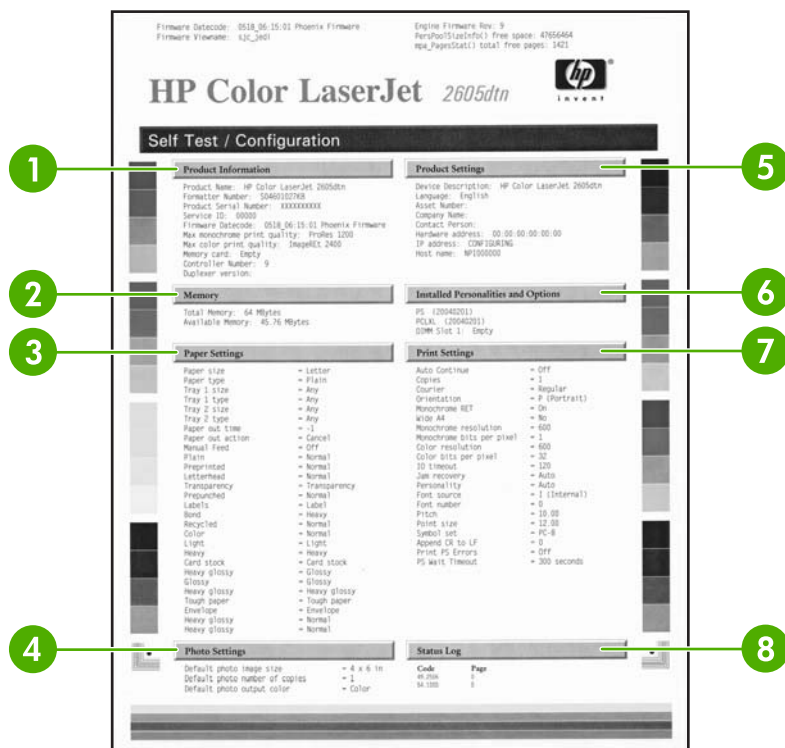 Firmware Datecode: 0518_06:15:01 Phoenix Firmware
Firmware Viewname: sjc_jedi
Engine Firmware Rev: 9
PersPoolSizeInfo() free space: 47656464
mpa_PagesStat() total free pages: 1421
HP Color LaserJet 2605dtn
hp
invent
Self Test / Configuration
1
Product Information
Product Name: HP Color LaserJet 2605dtn
Formatter Number: S04601027K8
Product Serial Number: XXXXXXXXXX
Service ID: 00000
Firmware Datecode: 0518_06:15:01 Phoenix Firmware
Max monochrome print quality: ProRes 1200
Max color print quality: ImageREt 2400
Memory card: Empty
Controller Number: 9
Duplexer version:
5
Product Settings
Device Description: HP Color LaserJet 2605dtn
Language: English
Asset Number:
Company Name:
Contact Person:
Hardware address: 00:00:00:00:00:00
IP address: CONFIGURING
Host name: NPI000000
2
Memory
Total Memory: 64 MBytes
Available Memory: 45.76 MBytes
6
Installed Personalities and Options
PS (20040201)
PCLXL (20040201)
DIMM Slot 1: Empty
3
Paper Settings
Paper size = Letter
Paper type = Plain
Tray 1 size = Any
Tray 1 type = Any
Tray 2 size = Any
Tray 2 type = Any
Paper out time = -1
Paper out action = Cancel
Manual Feed = Off
Plain = Normal
Preprinted = Normal
Letterhead = Normal
Transparency = Transparency
Prepunched = Normal
Labels = Label
Bond = Heavy
Recycled = Normal
Color = Normal
Light = Light
Heavy = Heavy
Card stock = Card stock
Heavy glossy = Glossy
Glossy = Glossy
Heavy glossy = Heavy glossy
Tough paper = Tough paper
Envelope = Envelope
Heavy glossy = Normal
Heavy glossy = Normal
7
Print Settings
Auto Continue = Off
Copies = 1
Courier = Regular
Orientation = P (Portrait)
Monochrome RET = On
Wide A4 = No
Monochrome resolution = 600
Monochrome bits per pixel = 1
Color resolution = 600
Color bits per pixel = 32
IO timeout = 120
Jam recovery = Auto
Personality = Auto
Font source = I (Internal)
Font number = 0
Pitch = 10.00
Point size = 12.00
Symbol set = PC-8
Append CR to LF = 0
Print PS Errors = Off
PS Wait Timeout = 300 seconds
4
Photo Settings
Default photo image size = 4 x 6 in
Default photo number of copies = 1
Default photo output color = Color
8
Status Log
Code Page
0
0